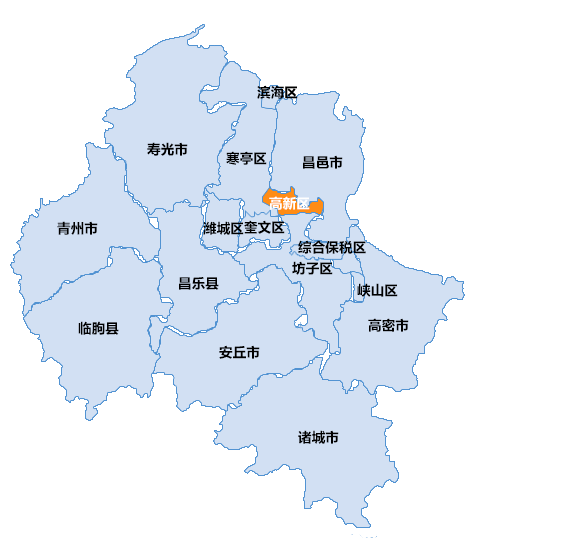 滨海区
寿光市
寒亭区
昌邑市
高新区
青州市
潍城区
奎文区
综合保税区
坊子区
昌乐县
峡山区
临朐县
高密市
安丘市
诸城市